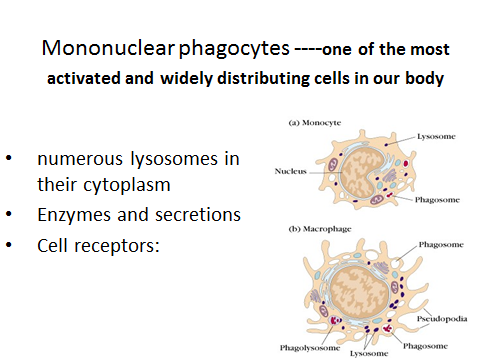 Mononuclear phagocytes ----one of the most
activated and widely distributing cells in our body
• numerous lysosomes in
their cytoplasm
• Enzymes and secretions
• Cell receptors:
(a) Monocyte
Lysosome
Nucleus
Phagosome
(b) Macrophage
Phagosome
Pseudopodia
Phagolysosome
Lysosome
Phagosome